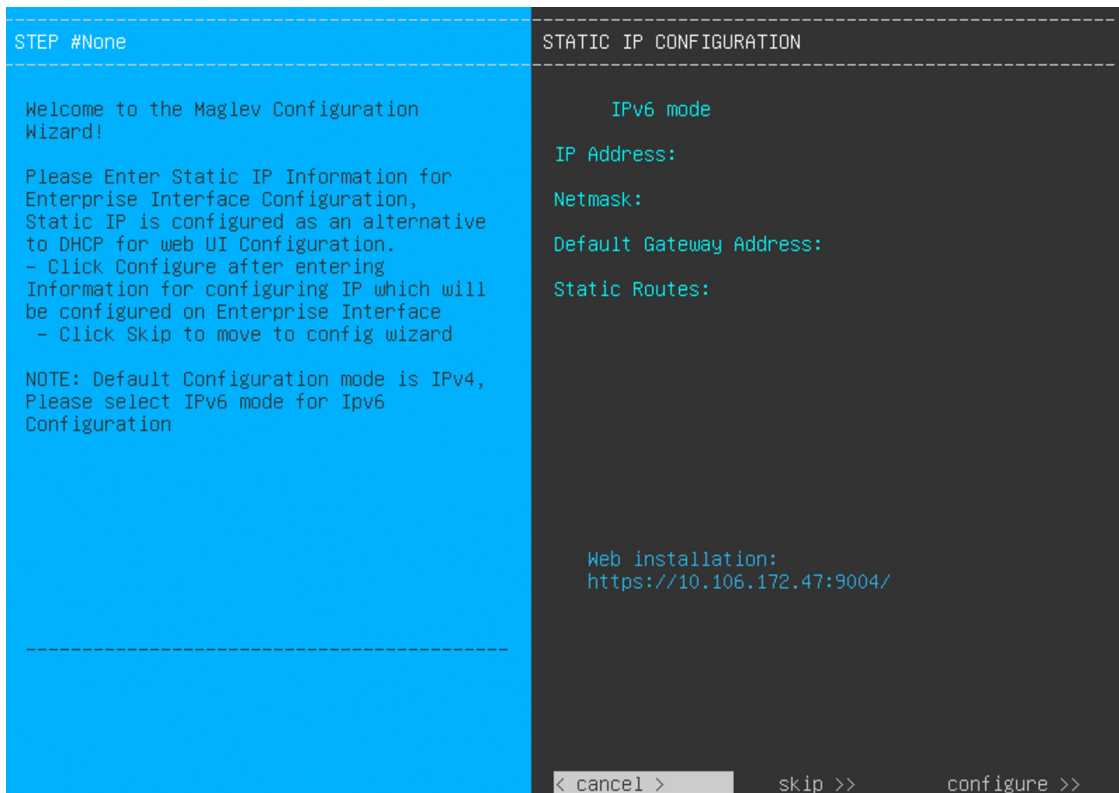 STEP #None
Welcome to the Maglev Configuration
Wizard!
Please Enter Static IP Information for
Enterprise Interface Configuration,
Static IP is configured as an alternative
to DHCP for web UI Configuration.
- Click Configure after entering
Information for configuring IP which will
be configured on Enterprise Interface
- Click Skip to move to config wizard
NOTE: Default Configuration mode is IPv4,
Please select IPv6 mode for Ipv6
Configuration
STATIC IP CONFIGURATION
IPv6 mode
IP Address:
Netmask:
Default Gateway Address:
Static Routes:
Web installation:
https://10.106.172.47:9004/
< cancel > skip >> configure >>